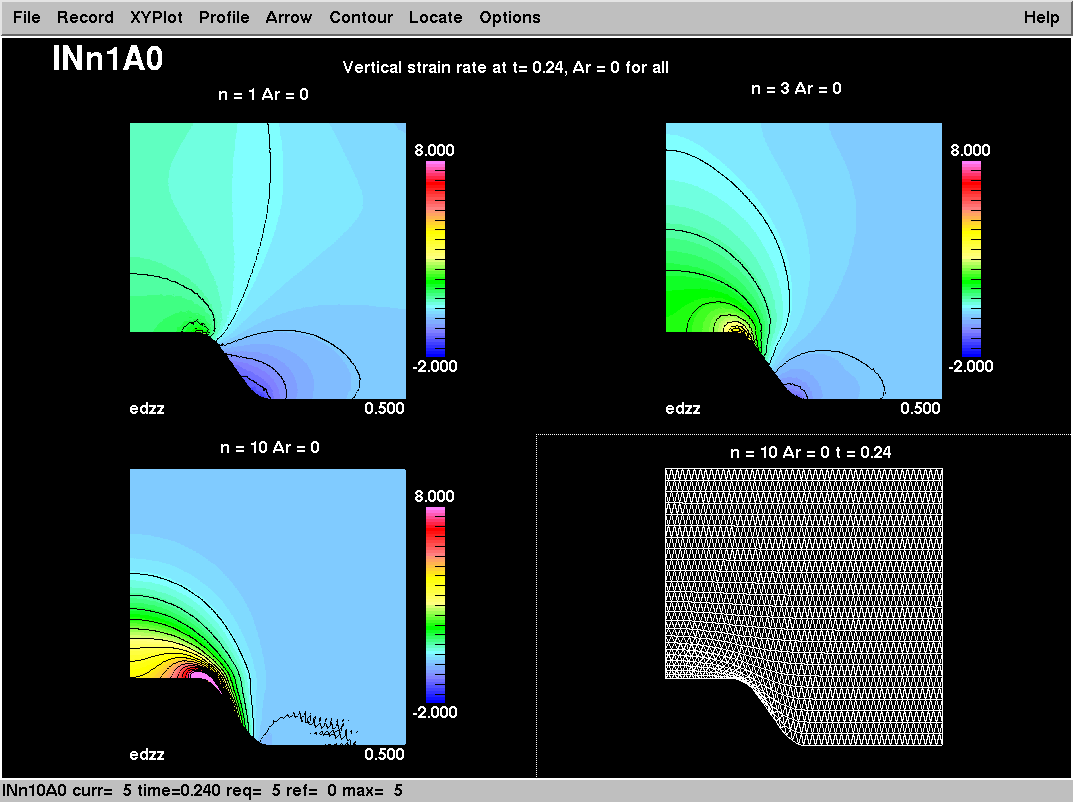 File Record XYPlot Profile Arrow Contour Locate Options Help
INn1A0
Vertical strain rate at t= 0.24, Ar = 0 for all
n = 1 Ar = 0
8.000
-2.000
edzz 0.500
n = 3 Ar = 0
8.000
-2.000
edzz 0.500
n = 10 Ar = 0
8.000
-2.000
edzz 0.500
n = 10 Ar = 0 t = 0.24
INn10A0 curr= 5 time=0.240 req= 5 ref= 0 max= 5